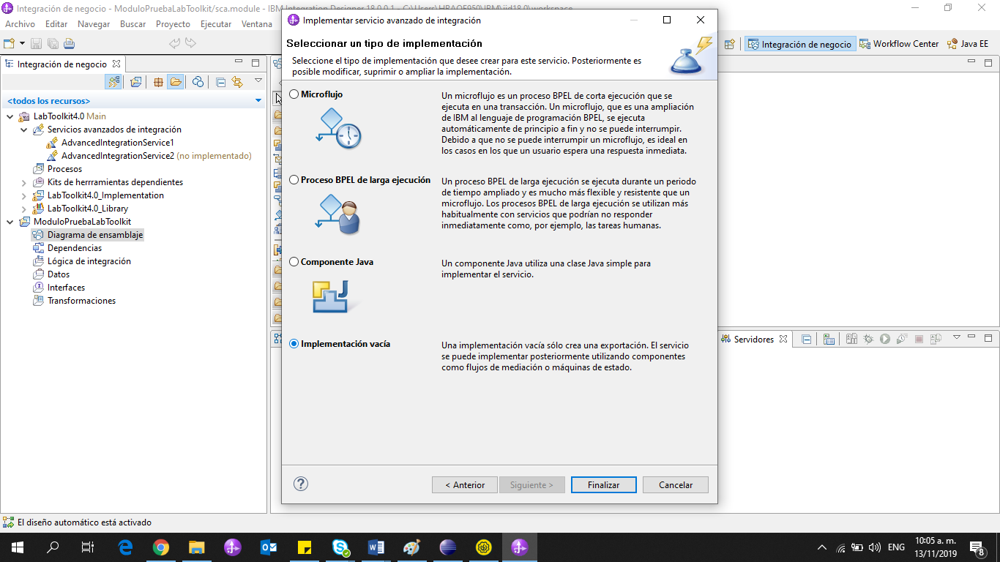 Integración de negocio - ModuloPruebaLabToolkit/sca.module - IBM Integration Designer 18.0.0.1 - C:\Users\HRAOE950\IBM\iid18.0\workspace
Archivo Editar Navegar Buscar Proyecto Ejecutar Ventana
Integración de negocio Workflow Center Java EE
Integración de negocio
<todos los recursos>
LabToolkit4.0 Main
Servicios avanzados de integración
AdvancedIntegrationService1
AdvancedIntegrationService2 (no implementado)
Procesos
Kits de herrramientas dependientes
LabToolkit4.0_Implementation
LabToolkit4.0_Library
ModuloPruebaLabToolkit
Diagrama de ensamblaje
Dependencias
Lógica de integración
Datos
Interfaces
Transformaciones
Implementar servicio avanzado de integración
Seleccionar un tipo de implementación
Seleccione el tipo de implementación que desee crear para este servicio. Posteriormente es
posible modificar, suprimir o ampliar la implementación.
Microflujo
Un microflujo es un proceso BPEL de corta ejecución que se
ejecuta en una transacción. Un microflujo, que es una ampliación
de IBM al lenguaje de programación BPEL, se ejecuta
automáticamente de principio a fin y no se puede interrumpir.
Debido a que no se puede interrumpir un microflujo, es ideal en
los casos en los que un usuario espera una respuesta inmediata.
Proceso BPEL de larga ejecución
Un proceso BPEL de larga ejecución se ejecuta durante un periodo
de tiempo ampliado y es mucho más flexible y resistente que un
microflujo. Los procesos BPEL de larga ejecución se utilizan más
habitualmente con servicios que podrían no responder
inmediatamente como, por ejemplo, las tareas humanas.
Componente Java
Un componente Java utiliza una clase Java simple para
implementar el servicio.
Implementación vacía
Una implementación vacía sólo crea una exportación. El servicio
se puede implementar posteriormente utilizando componentes
como flujos de mediación o máquinas de estado.
< Anterior Siguiente > Finalizar Cancelar
Servidores
El diseño automático está activado
ENG
10:05 a. m.
13/11/2019
8